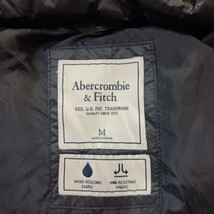 Abercrombie
& Fitch
REG. U.S. PAT. TRADEMARK
QUALITY SINCE 1892
M
WATER RESISTANT
FABRIC
WIND RESISTANT
FABRIC